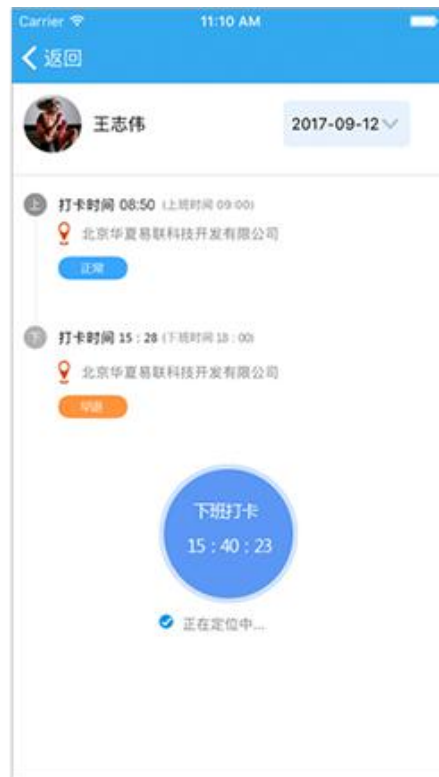 Carrier 11:10 AM
返回
王志伟 2017-09-12
上 打卡时间 08:50 (上班时间 09:00)
北京华夏易联科技开发有限公司
正常
下 打卡时间 15 : 28 (下班时间 18 : 00)
北京华夏易联科技开发有限公司
早退
下班打卡
15 : 40 : 23
正在定位中...